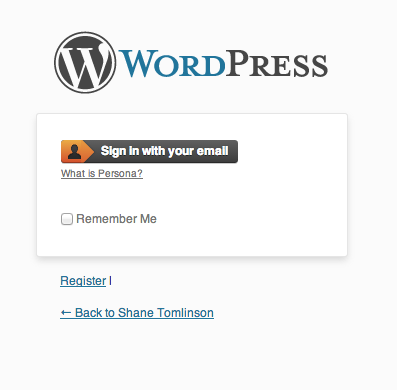 WORDPRESS
Sign in with your email
What is Persona?
Remember Me
Register |
← Back to Shane Tomlinson